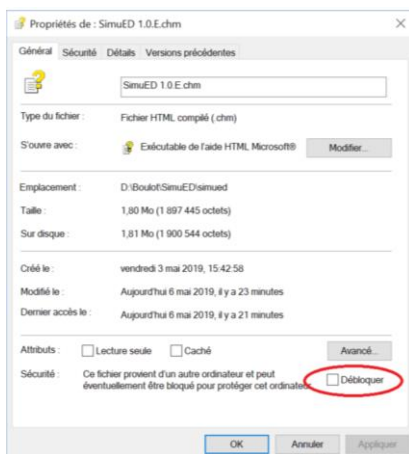 Propriétés de : SimuED 1.0.E.chm
Général Sécurité Détails Versions précédentes
SimuED 1.0.E.chm
Type du fichier : Fichier HTML compilé (.chm)
S'ouvre avec : Exécutable de l'aide HTML Microsoft® Modifier...
Emplacement : D:\Boulot\SimuED\simued
Taille : 1,80 Mo (1 897 445 octets)
Sur disque : 1,81 Mo (1 900 544 octets)
Créé le : vendredi 3 mai 2019, 15:42:58
Modifié le : Aujourd'hui 6 mai 2019, il y a 23 minutes
Dernier accès le : Aujourd'hui 6 mai 2019, il y a 21 minutes
Attributs : Lecture seule Caché Avancé...
Sécurité : Ce fichier provient d'un autre ordinateur et peut
éventuellement être bloqué pour protéger cet ordinateur. Débloquer
OK Annuler Appliquer